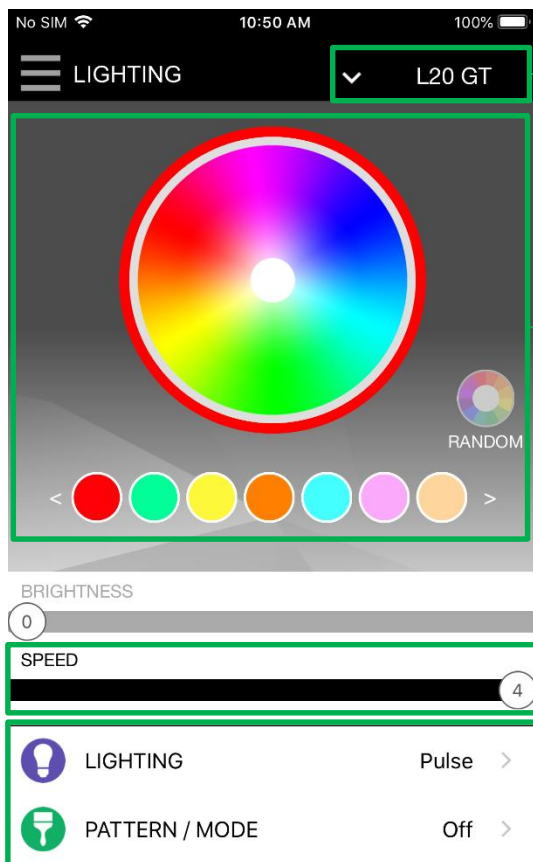 No SIM 10:50 AM 100%
LIGHTING L20 GT
RANDOM
< >
BRIGHTNESS
0
SPEED
4
LIGHTING Pulse >
PATTERN / MODE Off >